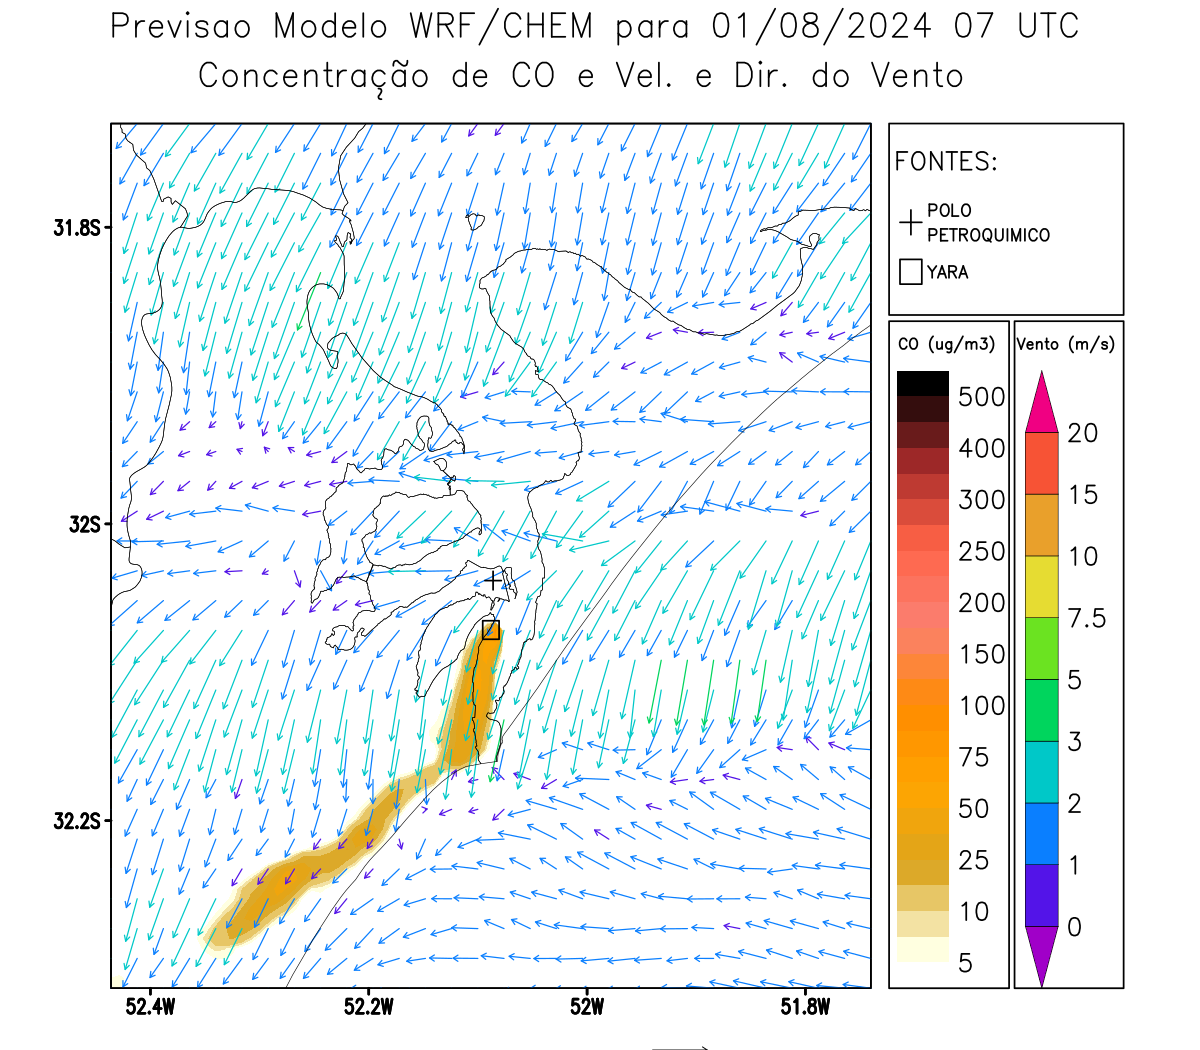 Previsao Modelo WRF/CHEM para 01/08/2024 07 UTC
Concentração de CO e Vel. e Dir. do Vento
FONTES:
POLO
PETROQUIMICO
YARA
CO (ug/m3)
500
400
300
250
200
150
100
75
50
25
10
5
Vento (m/s)
20
15
10
7.5
5
3
2
1
0
31.8S
32S
32.2S
52.4W
52.2W
52W
51.8W